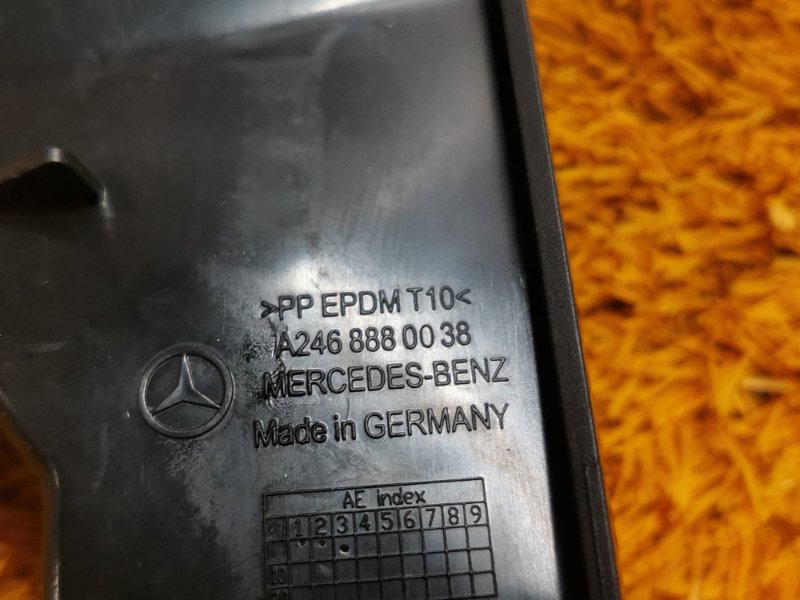 >PP EPDM T10<
A246 888 00 38
MERCEDES-BENZ
Made in GERMANY
AE index
1 2 3 4 5 6 7 8 9